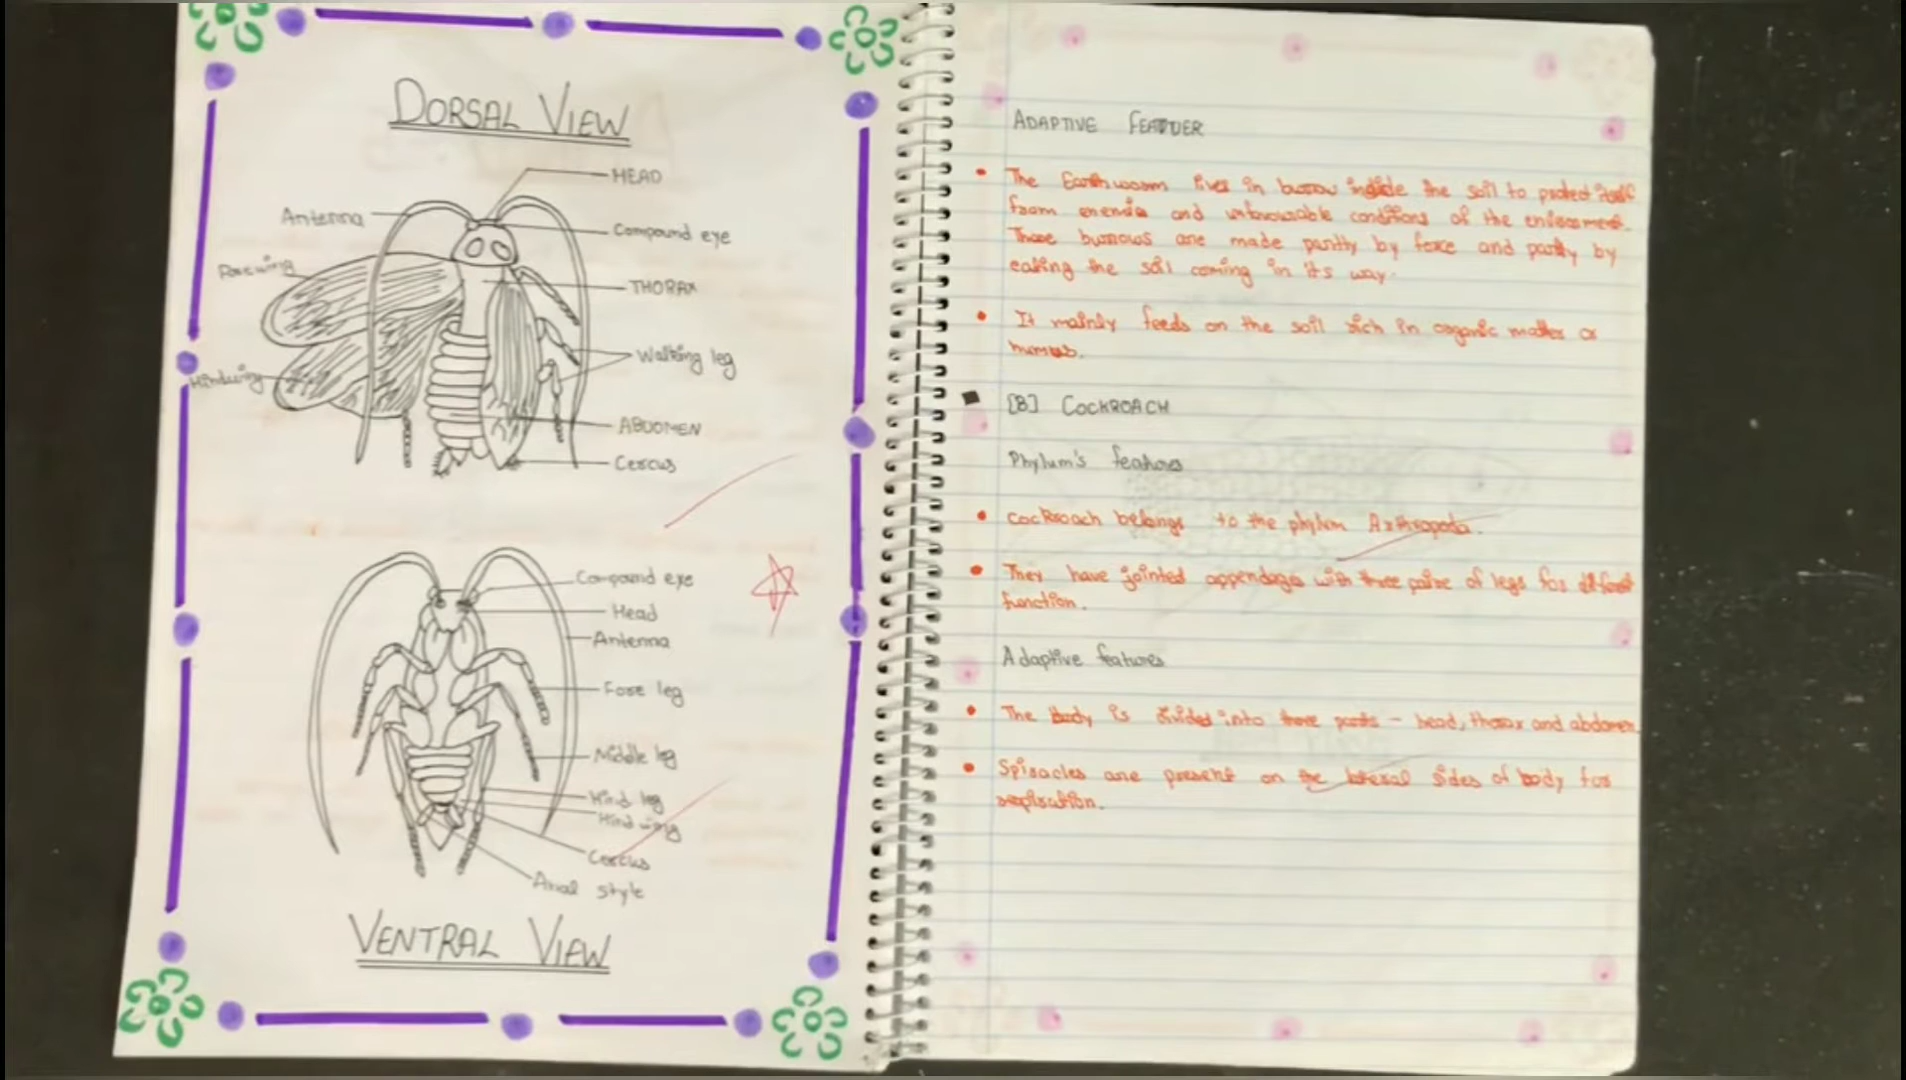 DORSAL VIEW
HEAD
Antenna
Compound eye
Forewing
THORAX
Walking leg
Hindwing
ABDOMEN
Cercus
Compound eye
Head
Antenna
Fore leg
Middle leg
Hind leg
Hind wing
Cercus
Anal style
VENTRAL VIEW
ADAPTIVE
• The Earthworm lives in burrow inside the soil to protect itself
from enemies and unfavourable conditions of the
These burrows are made partly by force and partly by
eating the soil coming in it's way.
• It mainly feeds on the soil rich in organic matter or
humus.
[B] COCKROACH
Phylum's features
• cockroach belongs to the phylum Arthropoda.
• They have jointed appendages with three pairs of legs for different
function.
Adaptive features
• The Body is divided into three parts - head, thorax and abdomen.
• Spiracles are present on the lateral sides of body for
respiration.